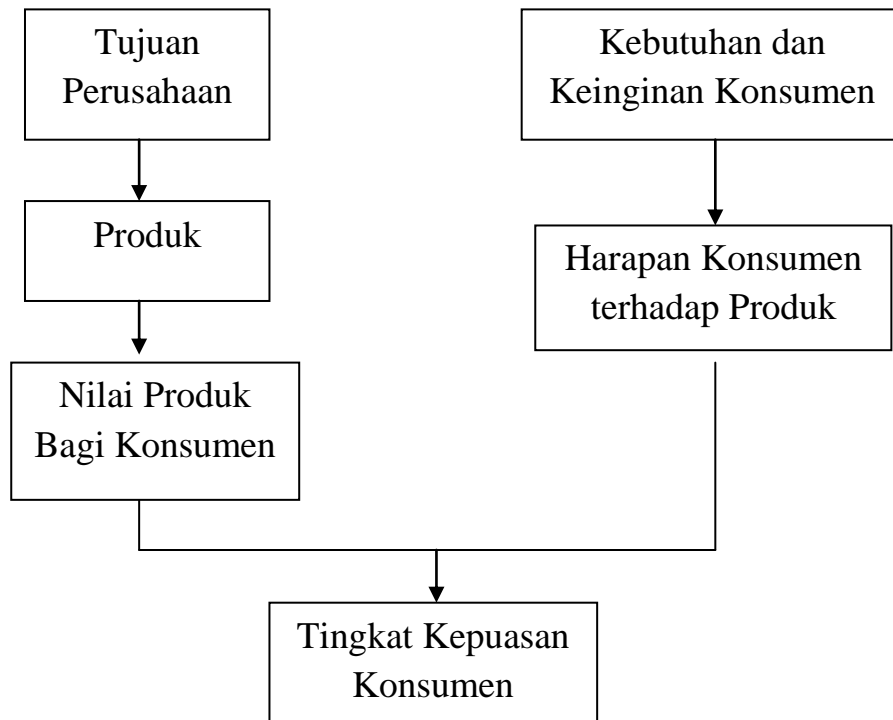 Tujuan
Perusahaan
Kebutuhan dan
Keinginan Konsumen
Produk
Harapan Konsumen
terhadap Produk
Nilai Produk
Bagi Konsumen
Tingkat Kepuasan
Konsumen